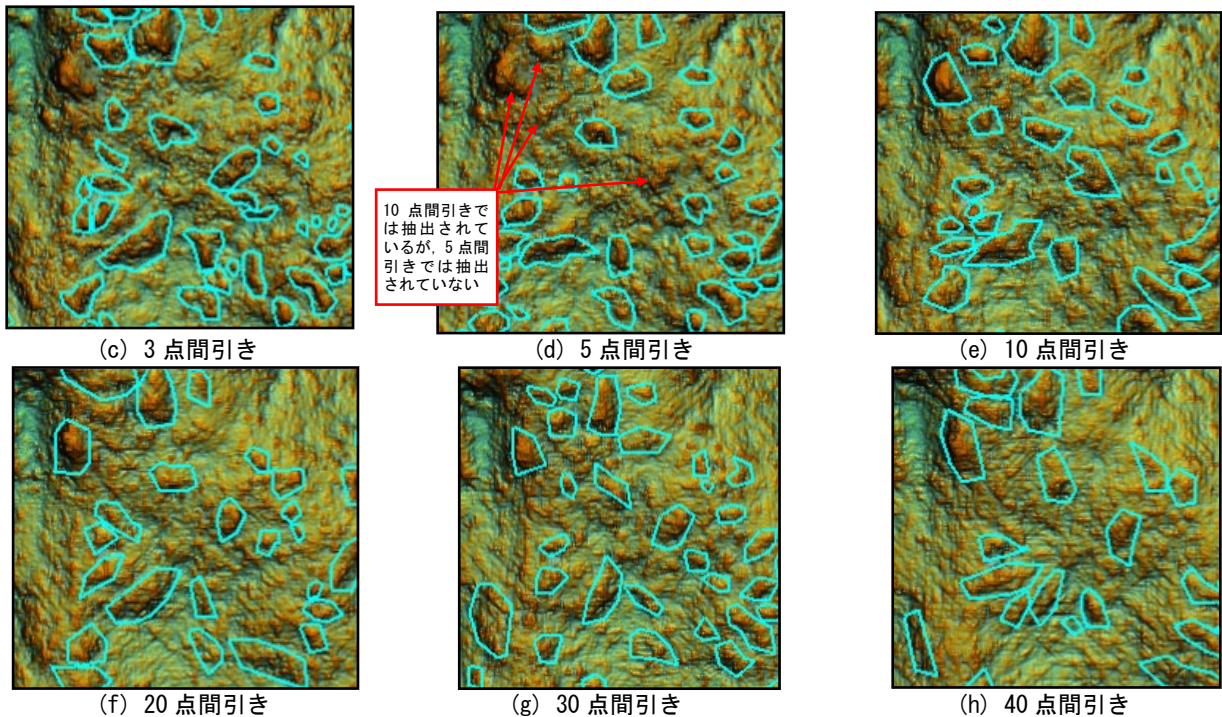 10 点間引きで
は抽出されて
いるが, 5 点間
引きでは抽出
されていない
(c) 3 点間引き
(d) 5 点間引き
(e) 10 点間引き
(f) 20 点間引き
(g) 30 点間引き
(h) 40 点間引き